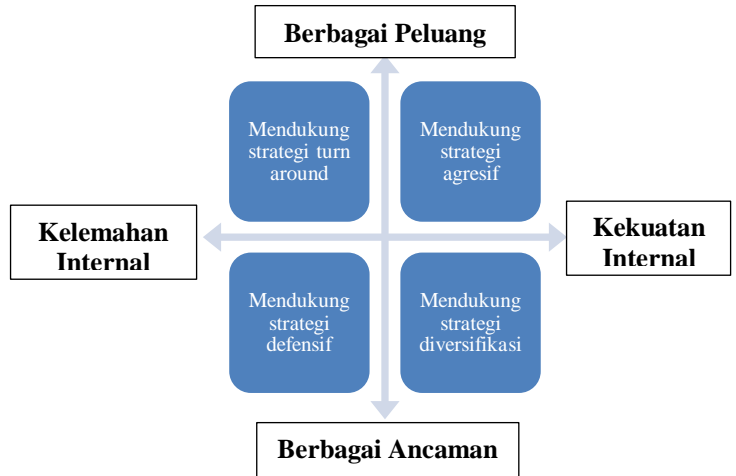 Berbagai Peluang
Mendukung
strategi turn
around
Mendukung
strategi
agresif
Kelemahan
Internal
Kekuatan
Internal
Mendukung
strategi
defensif
Mendukung
strategi
diversifikasi
Berbagai Ancaman